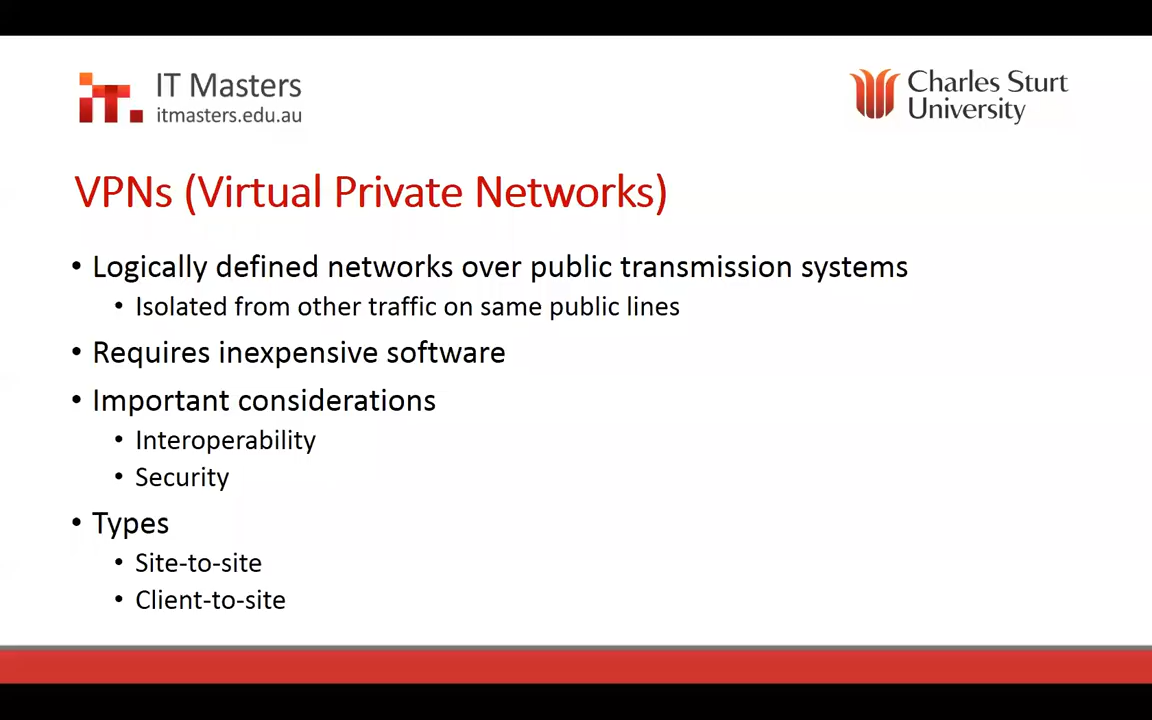 IT Masters
itmasters.edu.au
Charles Sturt
University
VPNs (Virtual Private Networks)
• Logically defined networks over public transmission systems
• Isolated from other traffic on same public lines
• Requires inexpensive software
• Important considerations
• Interoperability
• Security
• Types
• Site-to-site
• Client-to-site